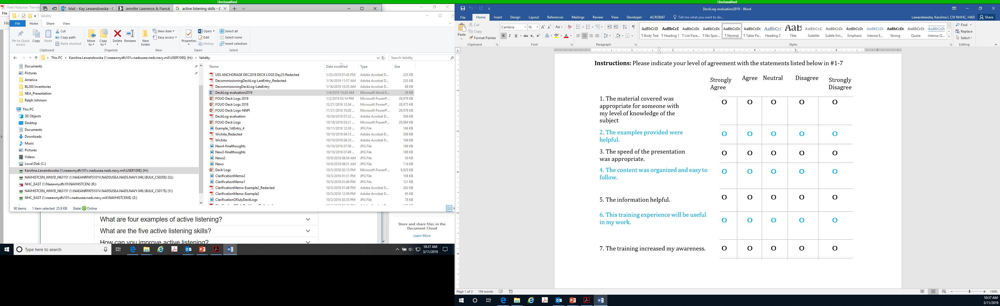 Unclassified
Unclassified
Fleet Historian Training
Mail - Kay Lewandowska - C
Jennifer Lawrence & Fiancé
active listening skills - G
File
Validity
File
Home
Share
View
Pin to Quick access
Copy
Paste
Cut
Copy path
Paste shortcut
Move to
Copy to
Delete
Rename
New folder
New item
Easy access
Properties
Open
Edit
History
Select all
Select none
Invert selection
Clipboard
Organize
New
Open
Select
This PC > Karolina.Lewandowska (\\naeawnydfs101v.nadsusea.nads.navy.mil\USER109$) (H:) > Validity
Search Validity
Documents
Pictures
America
BL200 Inventories
NEA_Presentation
Ralph Johnson
This PC
3D Objects
Desktop
Documents
Downloads
Music
Pictures
Videos
Local Disk (C:)
Karolina.Lewandowska (\\naeawnydfs101v.nadsusea.nads.navy.mil\USER109$) (H:)
NAVHISTCEN_WNYD_N63151 (\\NAEANRFKFS101V.NADSUSEA.NADS.NAVY.MIL\BULK_CS020$) (Q:)
NHC_EAST (\\Naeawnydfs10\NAVHISTCEN) (R:)
NAVHISTCEN_WNYD_N63151 (\\NAEANRFKFS101V.NADSUSEA.NADS.NAVY.MIL\BULK_CS017$) (Y:)
NHC_EAST (\\naeawnydfs101v.nadsusea.nads.navy.mil\NAVHISTCEN$) (Z:)
Name Date modified Type Size
USS ANCHORAGE DEC2018 DECK LOGS Day25 Redacted 1/23/2019 01:43 PM Adobe Acrobat D... 225 KB
DecommissioningDeckLog-LastEntry_Redacted 1/16/2019 11:57 AM Adobe Acrobat D... 233 KB
DecommisioningDeckLog-LateEntry 1/16/2019 10:35 AM Adobe Acrobat D... 68 KB
DeckLog-evaluation2019 1/4/2019 10:20 AM Microsoft Word D... 26 KB
FOUO Deck Logs 2019 1/2/2019 03:14 PM Microsoft PowerP... 28,978 KB
FOUO Deck Logs 2018 12/21/2018 12:34 ... Microsoft PowerP... 28,975 KB
FOUO Deck Logs-NNPI 11/21/2018 10:20 ... Microsoft PowerP... 28,978 KB
DeckLog-evaluation 10/24/2018 07:22 ... Adobe Acrobat D... 506 KB
FOUO Deck Logs 10/18/2018 03:21 ... Microsoft PowerP... 29,964 KB
Example_1stEntry_4 10/11/2018 12:39 ... JPG File 166 KB
Wichita_Redacted 10/10/2018 04:15 ... Adobe Acrobat D... 508 KB
Wichita 10/10/2018 04:10 ... Adobe Acrobat D... 164 KB
New4-finalthoughts 10/10/2018 07:50 ... JPG File 196 KB
New3-finalthoughts 10/10/2018 07:49 ... JPG File 188 KB
News2 10/9/2018 08:54 AM JPG File 50 KB
News 10/9/2018 08:51 AM JPG File 114 KB
Deck Logs 10/5/2018 02:13 PM Microsoft PowerP... 9,929 KB
ClarificationMemo2 10/5/2018 01:51 PM JPG File 108 KB
ClarificationMemo1 10/5/2018 01:49 PM JPG File 121 KB
ClarificationMemo-Example2_Redacted 10/5/2018 01:48 PM Adobe Acrobat D... 262 KB
ClarificationMemo-Example2 10/5/2018 12:59 PM Adobe Acrobat D... 95 KB
ClarificationOfJulyDeckLogs 10/2/2018 02:35 PM JPG File 78 KB
90 items 1 item selected 25.9 KB State: Online
What are four examples of active listening?
What are the five active listening skills?
How can you improve active listening?
Store and share files in the
Document Cloud
Learn More
Type here to search
10:37 AM
3/11/2019
DeckLog-evaluation2019 - Word
File Home Insert Design Layout References Mailings Review View Developer ACROBAT Tell me what you want to do...
Lewandowska, Karolina L CIV NHHC, HAD Share
Paste
Cut
Copy
Format Painter
Cambria 16
AaBbCcD AaBbCcI AaBbCcDc AaBbCcDc AaBbCcDc AaBbCcDc AaBbCcI AaB AaBbCcD AaBbCcDc AaBbCcDc AaBbCcDc AaBbCcDc AaBbCcDc AaBbCcDc
¶ Body Text ¶ Heading 1 ¶ List Para... ¶ No Spac... ¶ Normal ¶ Table Pa... Heading 2 Title Subtitle Subtle Em... Emphasis Intense E... Strong Quote Intense Q...
Find
Replace
Select
Clipboard Font Paragraph Styles Editing
Instructions: Please indicate your level of agreement with the statements listed below in #1-7
Strongly Agree
Agree
Neutral
Disagree
Strongly Disagree
1. The material covered was
appropriate for someone with
my level of knowledge of the
subject
O O O O O
2. The examples provided were
helpful.
O O O O O
3. The speed of the presentation
was appropriate.
O O O O O
4. The content was organized and easy to
follow.
O O O O O
5. The information helpful.
O O O O O
6. This training experience will be useful
in my work.
O O O O O
7. The training increased my awareness.
O O O O O
Page 1 of 2 194 words
150%
10:37 AM
3/11/2019